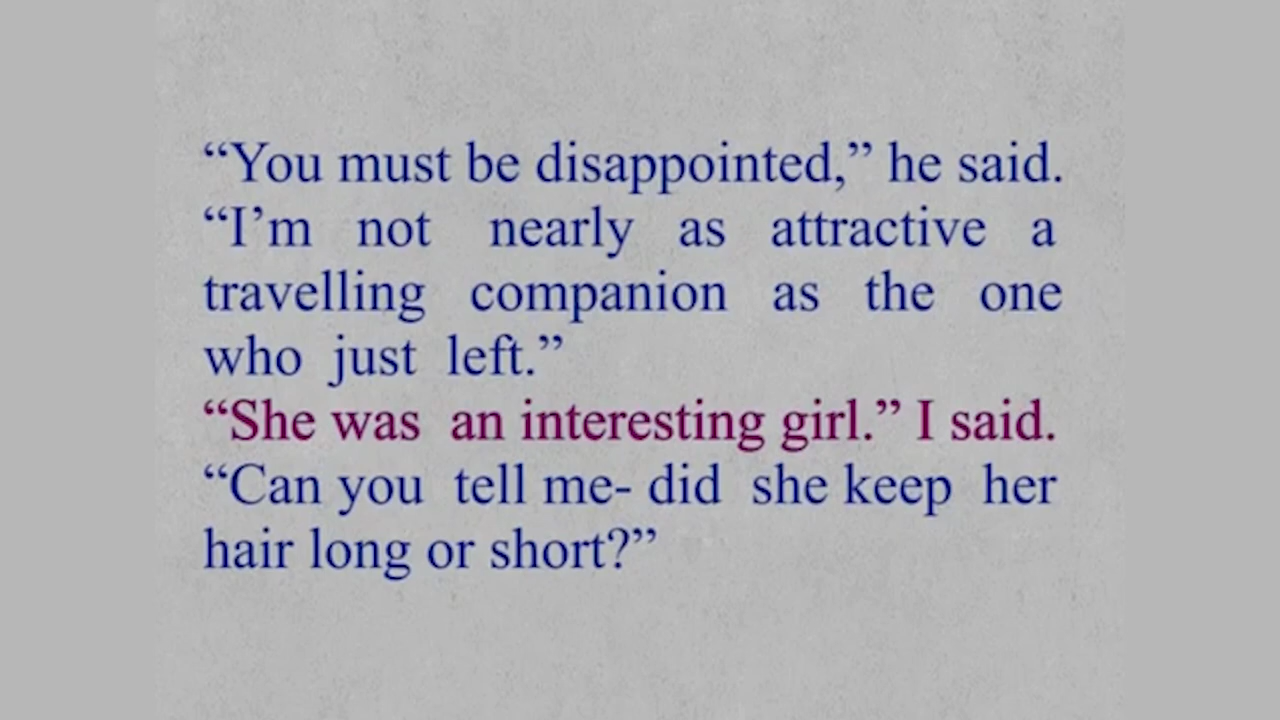 “You must be disappointed,” he said.
“I’m not nearly as attractive a
travelling companion as the one
who just left.”
“She was an interesting girl.” I said.
“Can you tell me- did she keep her
hair long or short?”